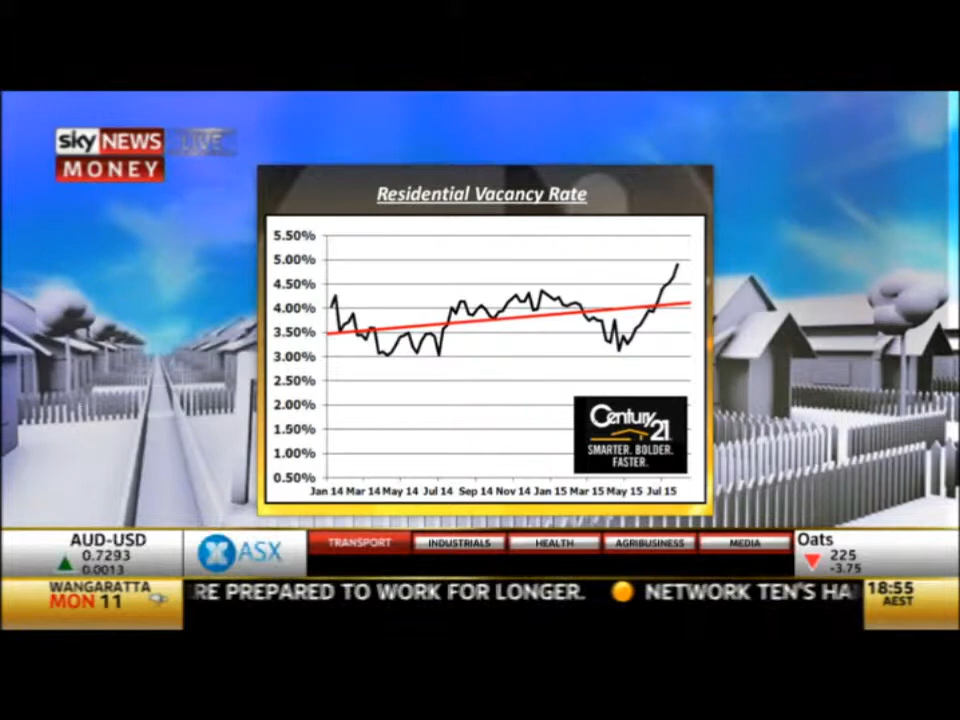 sky NEWS LIVE
MONEY
Residential Vacancy Rate
5.50%
5.00%
4.50%
4.00%
3.50%
3.00%
2.50%
2.00%
1.50%
1.00%
0.50%
Jan 14 Mar 14 May 14 Jul 14 Sep 14 Nov 14 Jan 15 Mar 15 May 15 Jul 15
Century 21
SMARTER. BOLDER.
FASTER.
AUD-USD
0.7293
0.0013
ASX
TRANSPORT INDUSTRIALS HEALTH AGRIBUSINESS MEDIA
Oats
225
-3.75
WANGARATTA
MON 11
RE PREPARED TO WORK FOR LONGER. NETWORK TEN'S HA
18:55
AEST